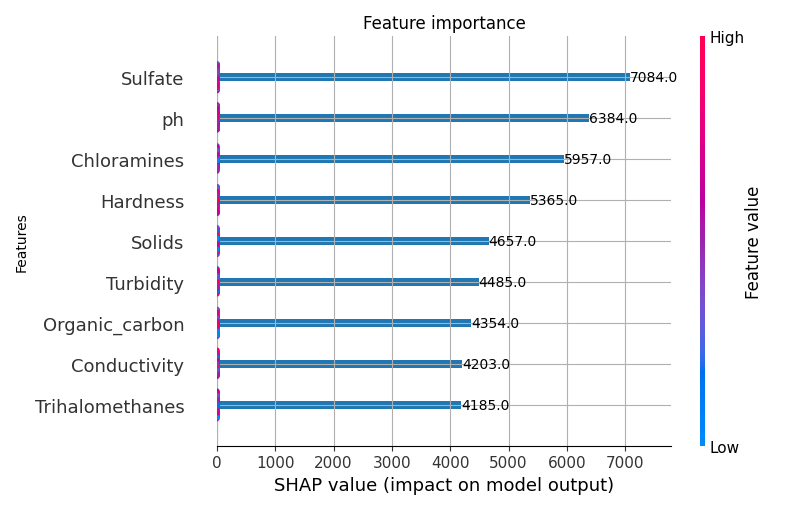 Feature importance
High
Sulfate
7084.0
ph
6384.0
Chloramines
5957.0
Hardness
5365.0
Solids
4657.0
Turbidity
4485.0
Organic_carbon
4354.0
Conductivity
4203.0
Trihalomethanes
4185.0
Features
Feature value
Low
0 1000 2000 3000 4000 5000 6000 7000
SHAP value (impact on model output)